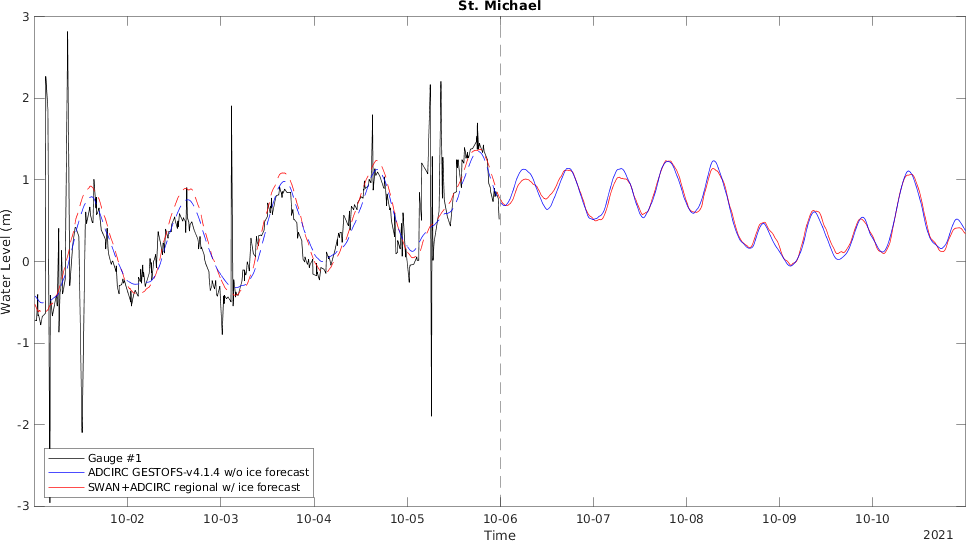 St. Michael
3
2
1
0
-1
-2
-3
Water Level (m)
Gauge #1
ADCIRC GESTOFS-v4.1.4 w/o ice forecast
SWAN+ADCIRC regional w/ ice forecast
10-02 10-03 10-04 10-05 10-06 10-07 10-08 10-09 10-10
Time
2021